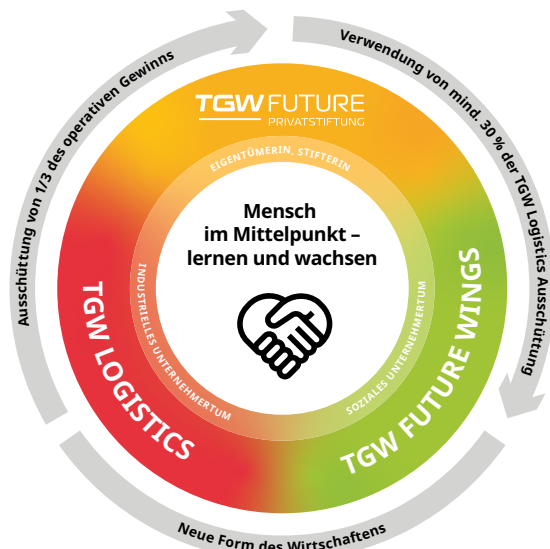 Ausschüttung von 1/3 des operativen Gewinns
Verwendung von mind. 30 % der TGW Logistics Ausschüttung
TGW FUTURE
PRIVATSTIFTUNG
EIGENTÜMERIN, STIFTERIN
Mensch
im Mittelpunkt –
lernen und wachsen
INDUSTRIELLES UNTERNEHMERTUM
SOZIALES UNTERNEHMERTUM
TGW LOGISTICS
TGW FUTURE WINGS
Neue Form des Wirtschaftens